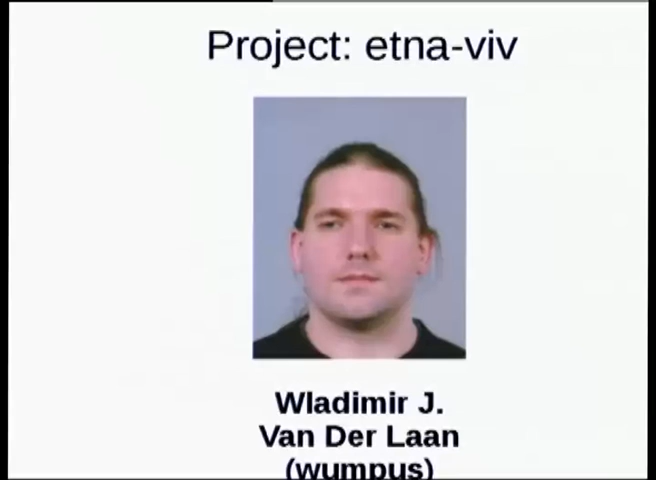 Project: etna-viv
Wladimir J.
Van Der Laan
(wumpus)